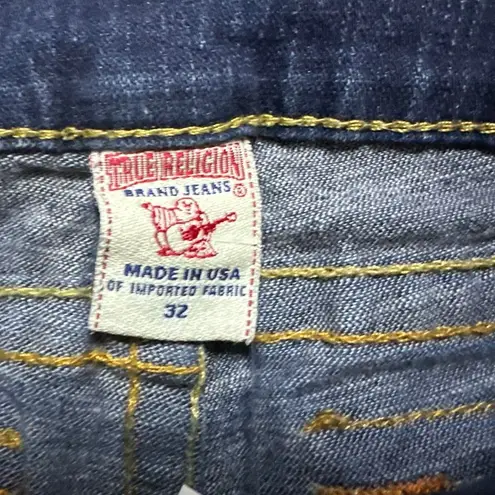 TRUE RELIGION
BRAND JEANS®
MADE IN USA
OF IMPORTED FABRIC
32